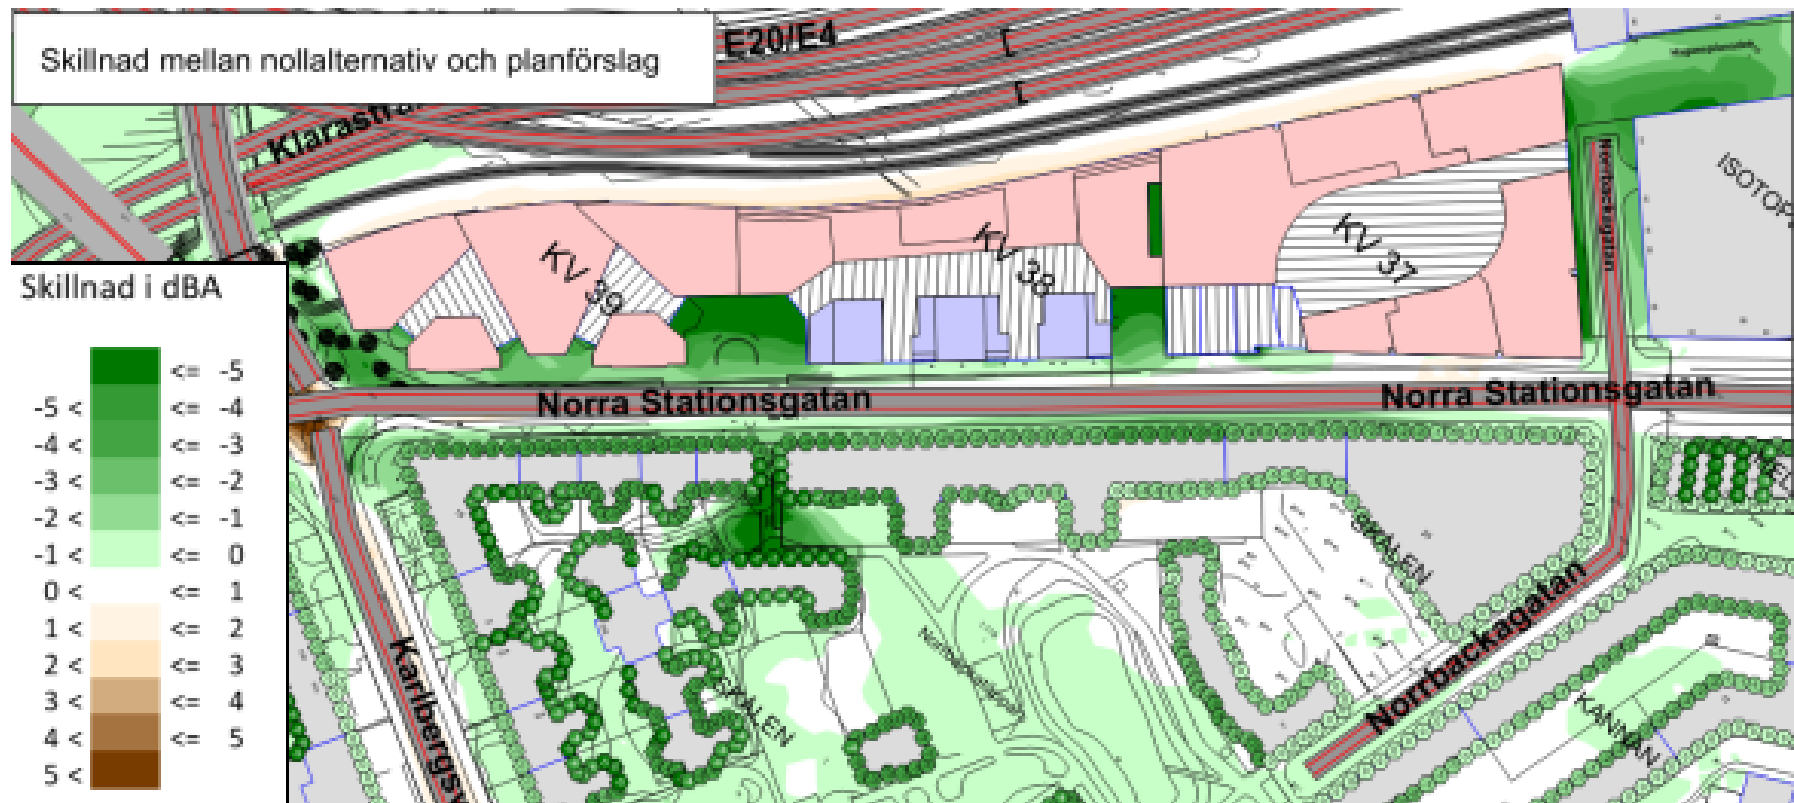 Skillnad mellan nollalternativ och planförslag
E20/E4
Klarastra
ISOTOP
Norrbackagatan
KV 39
KV 38
KV 37
Skillnad i dBA
<= -5
-5 < <= -4
-4 < <= -3
-3 < <= -2
-2 < <= -1
-1 < <= 0
0 < <= 1
1 < <= 2
2 < <= 3
3 < <= 4
4 < <= 5
5 <
Norra Stationsgatan
Norra Stationsgatan
SKALEN
Norrbackagatan
Karlbergsv
SKALEN
KANNAN